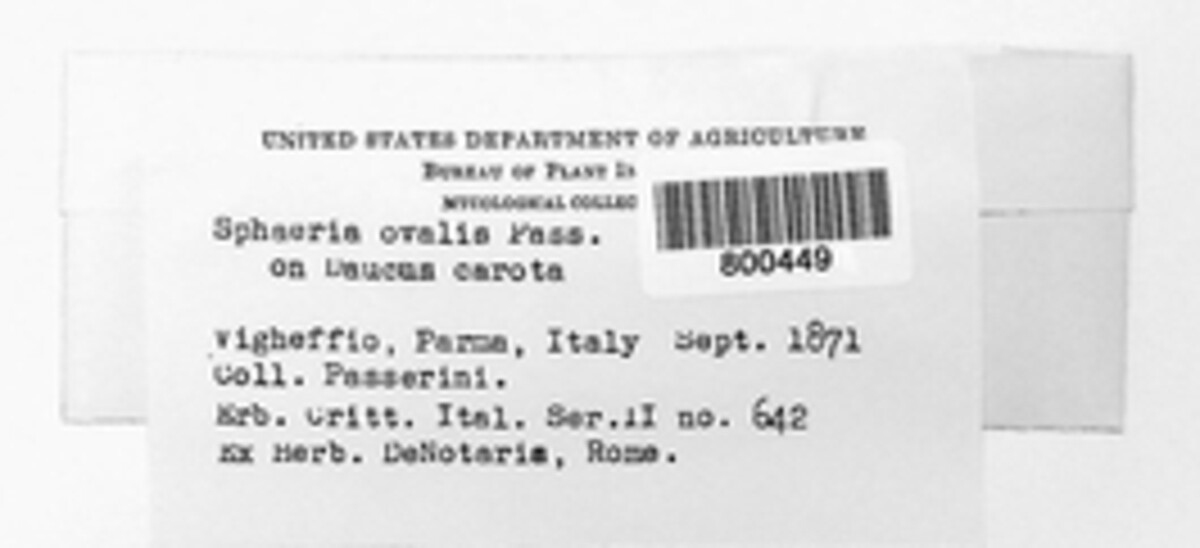 UNITED STATES DEPARTMENT OF AGRICULTURE
BUREAU OF PLANT
MYCOLOGICAL COLLEC
800449
Sphaeria ovalis Pass.
on Daucus carota
Vigheffio, Parma, Italy Sept. 1871
Coll. Passerini.
Erb. Critt. Ital. Ser.II no. 642
Ex Herb. DeNotaris, Rome.